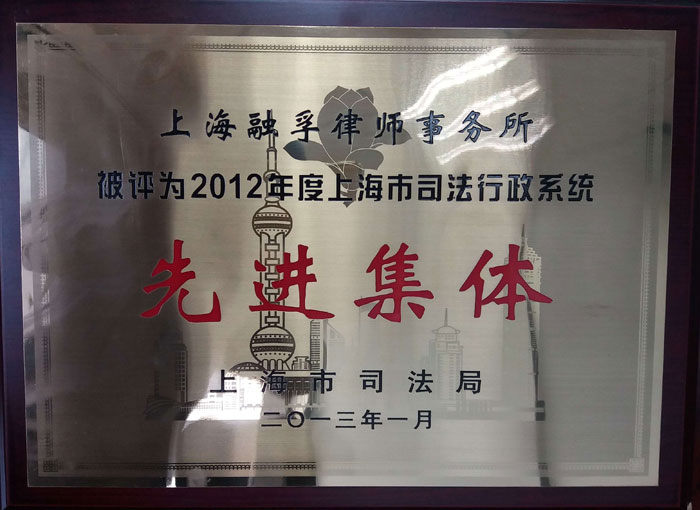 上海融孚律师事务所
被评为2012年度上海市司法行政系统
先进集体
上海市司法局
二〇一三年一月